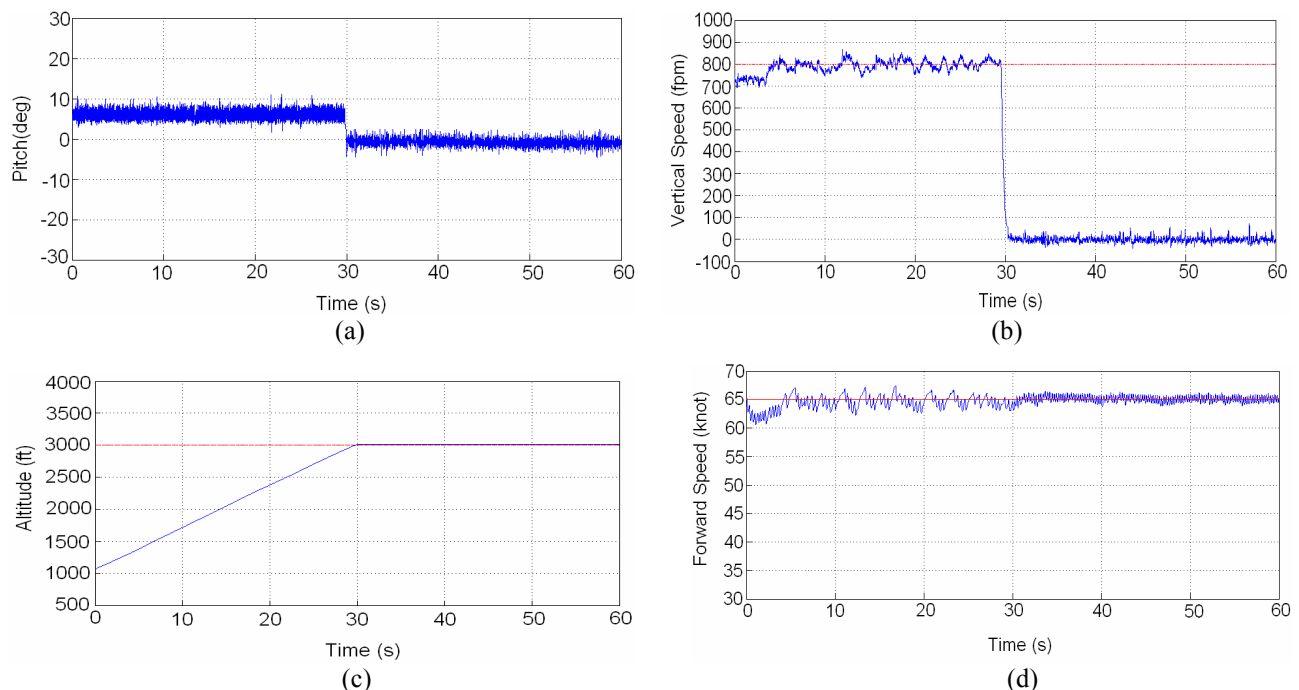 30
20
10
0
-10
-20
-30
Pitch(deg)
0 10 20 30 40 50 60
Time (s)
(a)
1000
900
800
700
600
500
400
300
200
100
0
-100
Vertical Speed (fpm)
0 10 20 30 40 50 60
Time (s)
(b)
4000
3500
3000
2500
2000
1500
1000
500
Altitude (ft)
0 10 20 30 40 50 60
Time (s)
(c)
70
65
60
55
50
45
40
35
30
Forward Speed (knot)
0 10 20 30 40 50 60
Time (s)
(d)